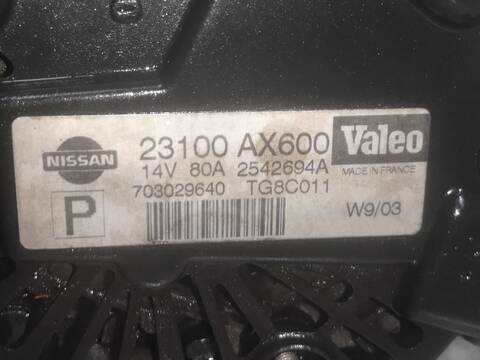 NISSAN
23100 AX600
Valeo
14V 80A 2542694A
MADE IN FRANCE
703029640 TG8C011
P
W9/03